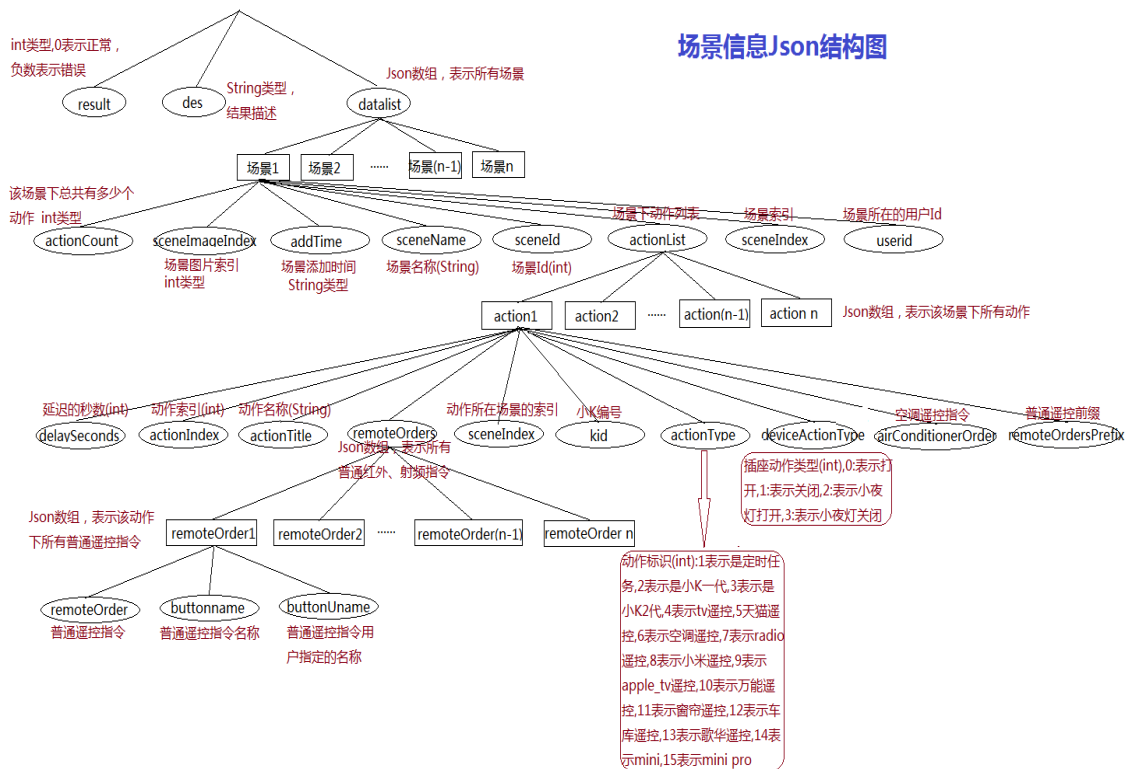 场景信息Json结构图
int类型,0表示正常，
负数表示错误
String类型，
结果描述
Json数组，表示所有场景
result
des
datalist
场景1
场景2
......
场景(n-1)
场景n
该场景下总共有多少个
动作 int类型
场景下动作列表
场景索引
场景所在的用户Id
actionCount
sceneImageIndex
addTime
sceneName
sceneId
actionList
sceneIndex
userid
场景图片索引
int类型
场景添加时间
String类型
场景名称(String)
场景Id(int)
action1
action2
......
action(n-1)
action n
Json数组，表示该场景下所有动作
延迟的秒数(int)
动作索引(int)
动作名称(String)
动作所在场景的索引
小K编号
空调遥控指令
普通遥控前缀
delaySeconds
actionIndex
actionTitle
remoteOrders
sceneIndex
kid
actionType
deviceActionType
airConditionerOrder
remoteOrdersPrefix
Json数组，表示所有
普通红外、射频指令
插座动作类型(int),0:表示打
开,1:表示关闭,2:表示小夜
灯打开,3:表示小夜灯关闭
Json数组，表示该动作
下所有普通遥控指令
remoteOrder1
remoteOrder2
......
remoteOrder(n-1)
remoteOrder n
remoteOrder
buttonname
buttonUname
普通遥控指令
普通遥控指令名称
普通遥控指令用
户指定的名称
动作标识(int):1表示是定时任
务,2表示是小K一代,3表示是
小K2代,4表示tv遥控,5天猫遥
控,6表示空调遥控,7表示radio
遥控,8表示小米遥控,9表示
apple_tv遥控,10表示万能遥
控,11表示窗帘遥控,12表示车
库遥控,13表示歌华遥控,14表
示mini,15表示mini pro